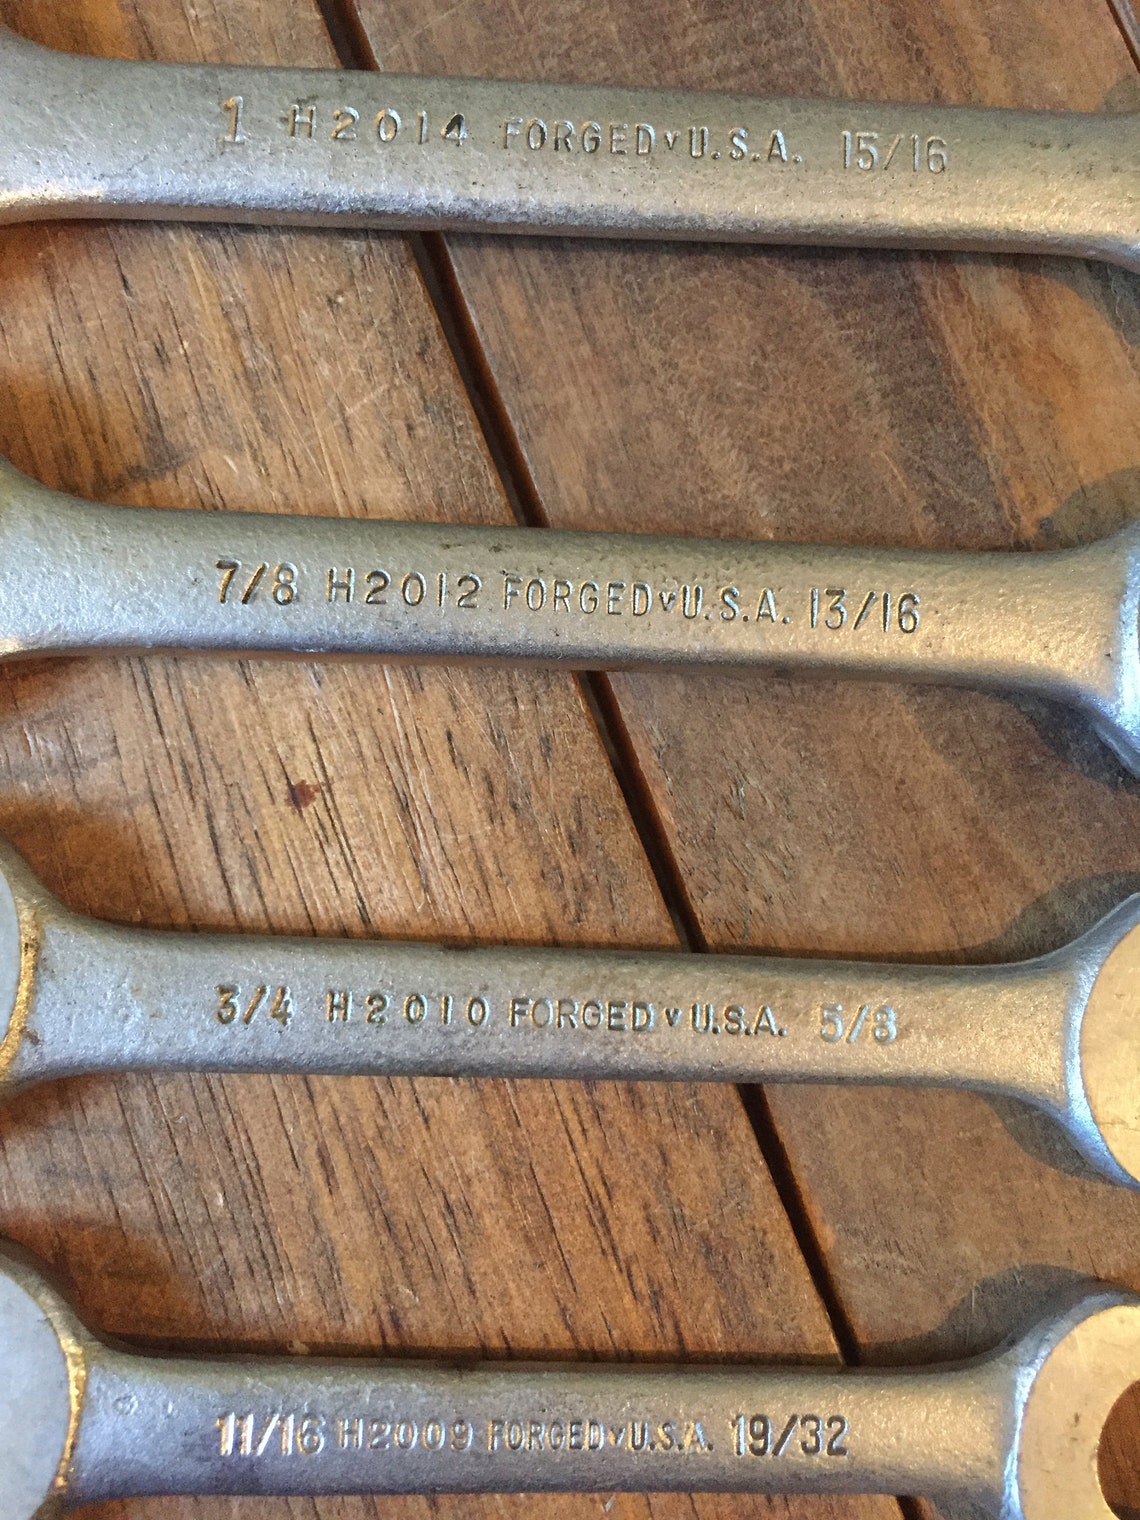 1 H2014 FORGED v U.S.A. 15/16
7/8 H2012 FORGED v U.S.A. 13/16
3/4 H2010 FORGED v U.S.A. 5/8
11/16 H2009 FORGED v U.S.A. 19/32